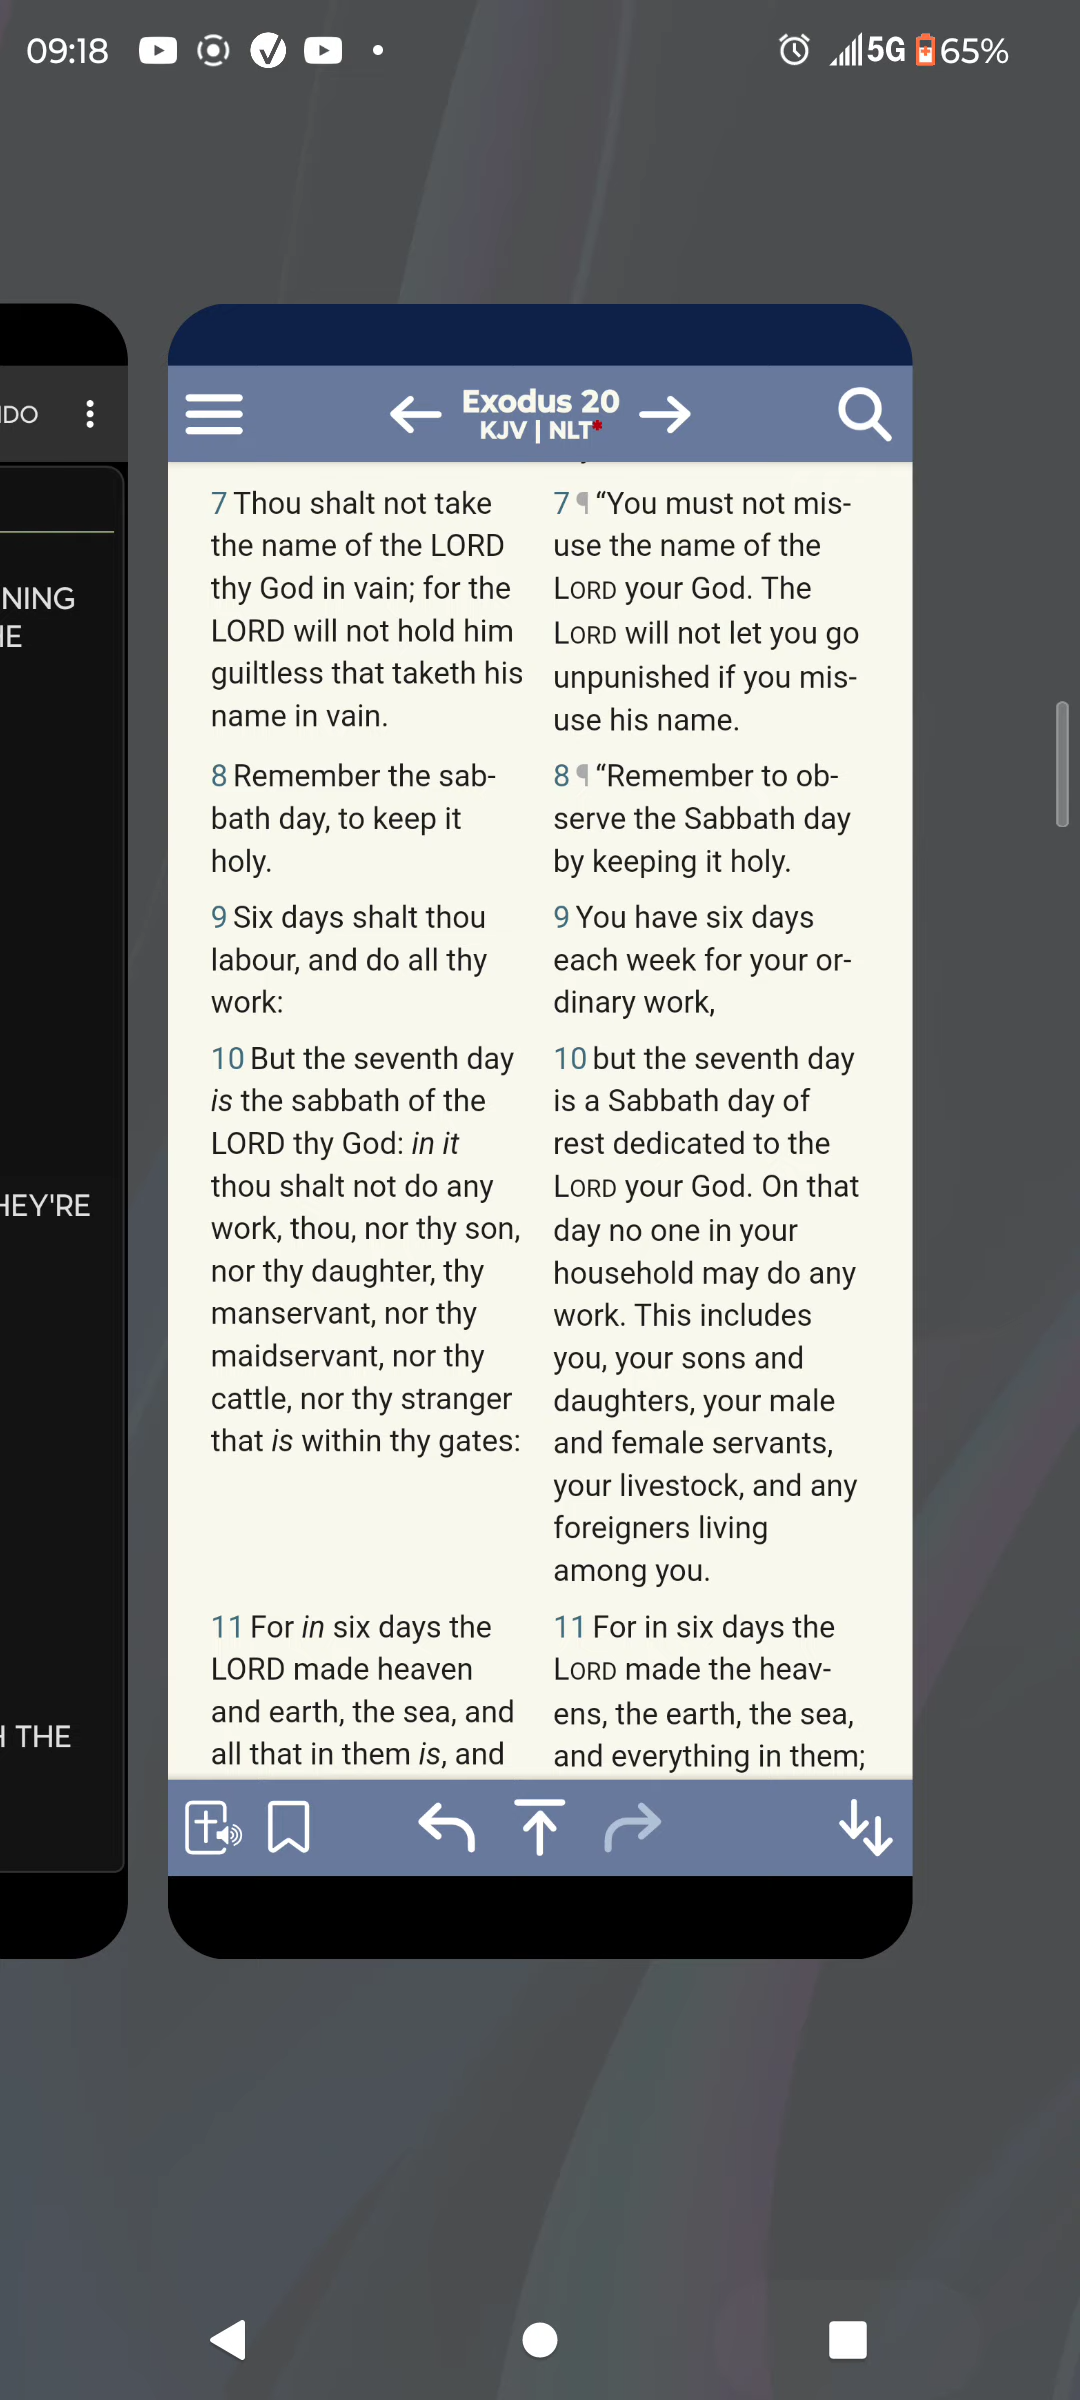 09:18
5G 65%
NING
HEY'RE
THE
Exodus 20
KJV | NLT*
7 Thou shalt not take
the name of the LORD
thy God in vain; for the
LORD will not hold him
guiltless that taketh his
name in vain.
8 Remember the sab-
bath day, to keep it
holy.
9 Six days shalt thou
labour, and do all thy
work:
10 But the seventh day
is the sabbath of the
LORD thy God: in it
thou shalt not do any
work, thou, nor thy son,
nor thy daughter, thy
manservant, nor thy
maidservant, nor thy
cattle, nor thy stranger
that is within thy gates:
11 For in six days the
LORD made heaven
and earth, the sea, and
all that in them is, and
7 ¶ “You must not mis-
use the name of the
LORD your God. The
LORD will not let you go
unpunished if you mis-
use his name.
8 ¶ “Remember to ob-
serve the Sabbath day
by keeping it holy.
9 You have six days
each week for your or-
dinary work,
10 but the seventh day
is a Sabbath day of
rest dedicated to the
LORD your God. On that
day no one in your
household may do any
work. This includes
you, your sons and
daughters, your male
and female servants,
your livestock, and any
foreigners living
among you.
11 For in six days the
LORD made the heav-
ens, the earth, the sea,
and everything in them;